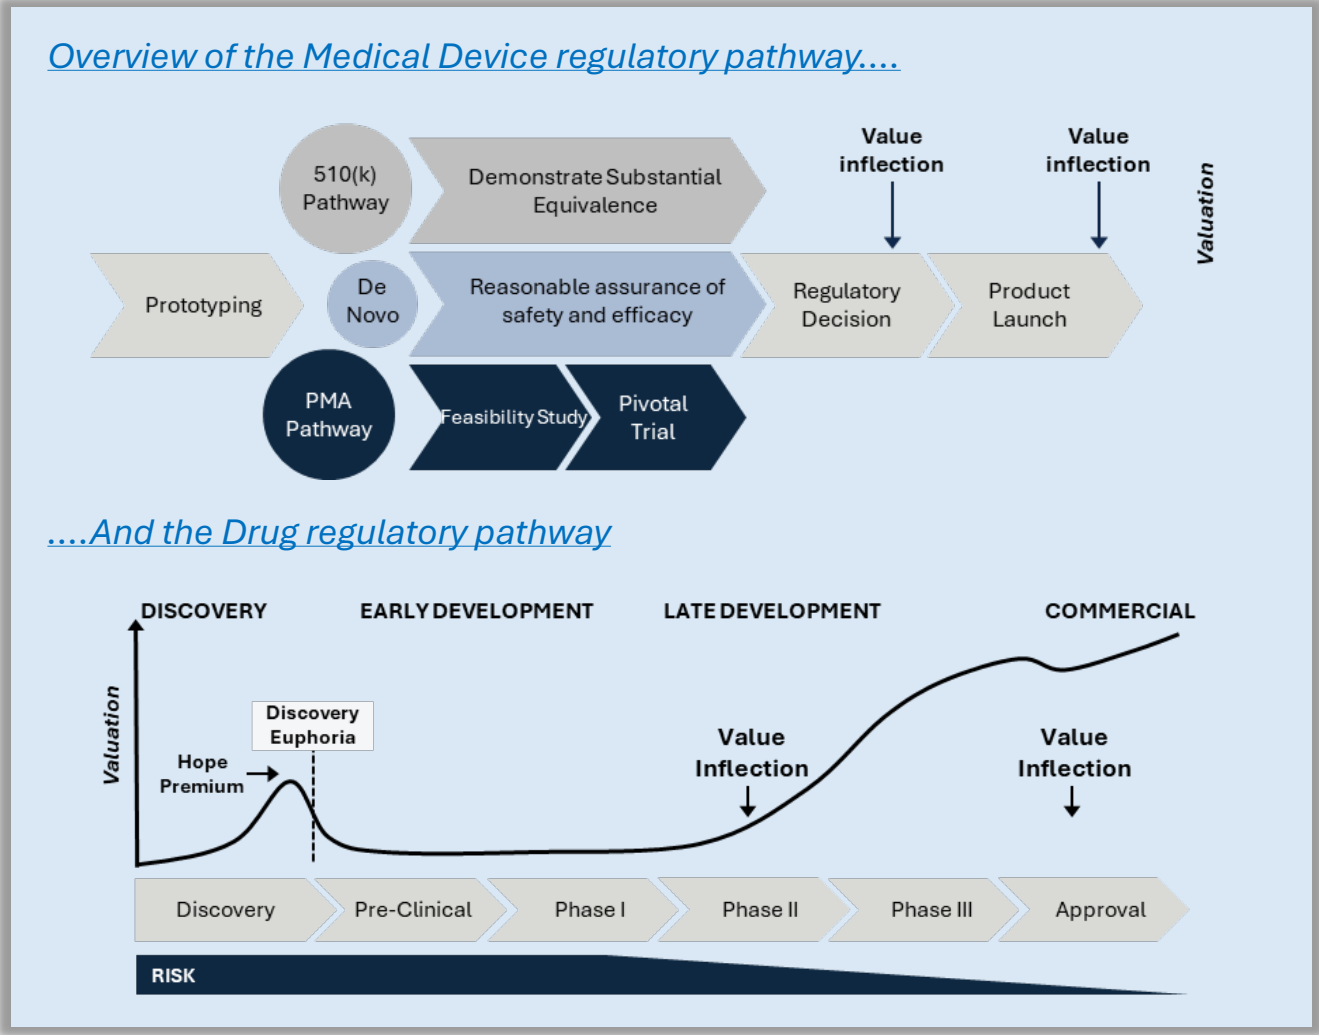 Overview of the Medical Device regulatory pathway....
510(k)
Pathway
Demonstrate Substantial
Equivalence
Value
inflection
Value
inflection
Valuation
Prototyping
De
Novo
Reasonable assurance of
safety and efficacy
Regulatory
Decision
Product
Launch
PMA
Pathway
Feasibility Study
Pivotal
Trial
....And the Drug regulatory pathway
DISCOVERY
EARLY DEVELOPMENT
LATE DEVELOPMENT
COMMERCIAL
Valuation
Discovery
Euphoria
Hope
Premium
Value
Inflection
Value
Inflection
Discovery
Pre-Clinical
Phase I
Phase II
Phase III
Approval
RISK